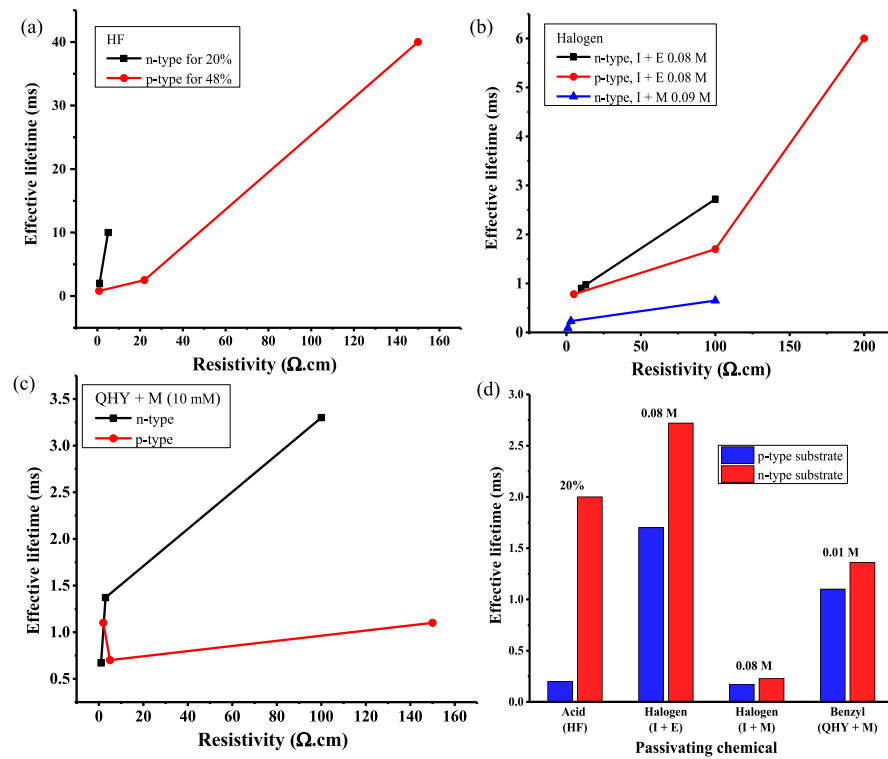 (a)
HF
n-type for 20%
p-type for 48%
40
30
20
10
0
Effective lifetime (ms)
0 20 40 60 80 100 120 140 160
Resistivity (Ω.cm)
(b)
Halogen
n-type, I + E 0.08 M
p-type, I + E 0.08 M
n-type, I + M 0.09 M
6
5
4
3
2
1
0
Effective lifetime (ms)
0 50 100 150 200
Resistivity (Ω.cm)
(c)
QHY + M (10 mM)
n-type
p-type
3.5
3.0
2.5
2.0
1.5
1.0
0.5
Effective lifetime (ms)
0 20 40 60 80 100 120 140 160
Resistivity (Ω.cm)
(d)
p-type substrate
n-type substrate
3.0
2.5
2.0
1.5
1.0
0.5
0.0
Effective lifetime (ms)
20%
0.08 M
0.08 M
0.01 M
Acid Halogen Halogen Benzyl
(HF) (I + E) (I + M) (QHY + M)
Passivating chemical